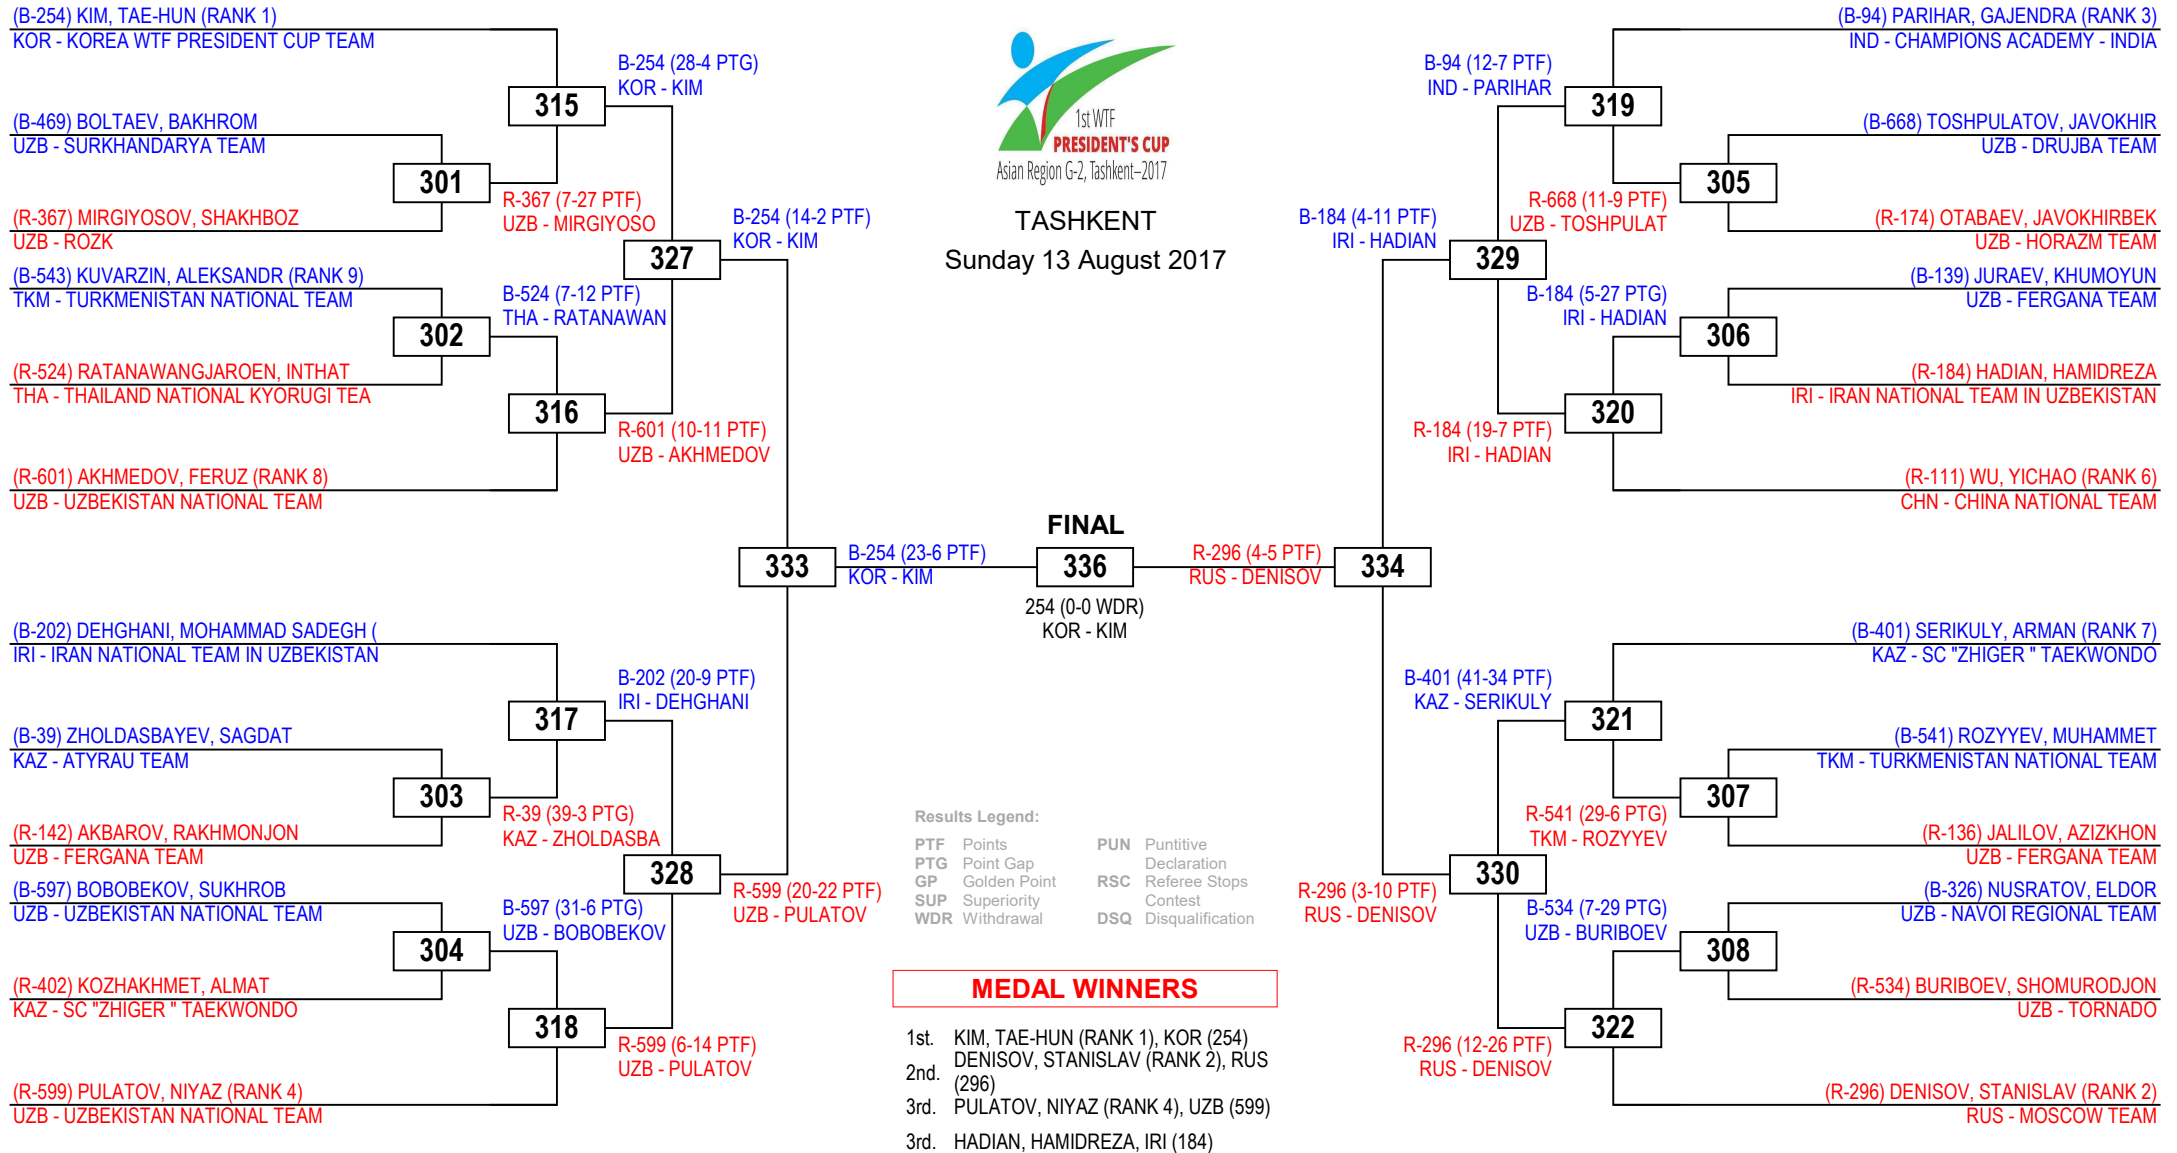 (B-254) KIM, TAE-HUN (RANK 1)
KOR - KOREA WTF PRESIDENT CUP TEAM
(B-469) BOLTAEV, BAKHROM
UZB - SURKHANDARYA TEAM
(R-367) MIRGIYOSOV, SHAKHBOZ
UZB - ROZK
(B-543) KUVARZIN, ALEKSANDR (RANK 9)
TKM - TURKMENISTAN NATIONAL TEAM
(R-524) RATANAWANGJAROEN, INTHAT
THA - THAILAND NATIONAL KYORUGI TEA
(R-601) AKHMEDOV, FERUZ (RANK 8)
UZB - UZBEKISTAN NATIONAL TEAM
(B-202) DEHGHANI, MOHAMMAD SADEGH (
IRI - IRAN NATIONAL TEAM IN UZBEKISTAN
(B-39) ZHOLDASBAYEV, SAGDAT
KAZ - ATYRAU TEAM
(R-142) AKBAROV, RAKHMONJON
UZB - FERGANA TEAM
(B-597) BOBOBEKOV, SUKHROB
UZB - UZBEKISTAN NATIONAL TEAM
(R-402) KOZHAKHMET, ALMAT
KAZ - SC "ZHIGER " TAEKWONDO
(R-599) PULATOV, NIYAZ (RANK 4)
UZB - UZBEKISTAN NATIONAL TEAM
301
302
303
304
R-367 (7-27 PTF)
UZB - MIRGIYOSO
B-524 (7-12 PTF)
THA - RATANAWAN
R-39 (39-3 PTG)
KAZ - ZHOLDASBA
B-597 (31-6 PTG)
UZB - BOBOBEKOV
315
316
317
318
B-254 (28-4 PTG)
KOR - KIM
R-601 (10-11 PTF)
UZB - AKHMEDOV
B-202 (20-9 PTF)
IRI - DEHGHANI
R-599 (6-14 PTF)
UZB - PULATOV
327
328
B-254 (14-2 PTF)
KOR - KIM
R-599 (20-22 PTF)
UZB - PULATOV
333
B-254 (23-6 PTF)
KOR - KIM
1st WTF
PRESIDENT'S CUP
Asian Region G-2, Tashkent–2017
TASHKENT
Sunday 13 August 2017
FINAL
336
254 (0-0 WDR)
KOR - KIM
Results Legend:
PTF Points
PTG Point Gap
GP Golden Point
SUP Superiority
WDR Withdrawal
PUN Puntitive
Declaration
RSC Referee Stops
Contest
DSQ Disqualification
MEDAL WINNERS
1st. KIM, TAE-HUN (RANK 1), KOR (254)
2nd. DENISOV, STANISLAV (RANK 2), RUS
(296)
3rd. PULATOV, NIYAZ (RANK 4), UZB (599)
3rd. HADIAN, HAMIDREZA, IRI (184)
R-296 (4-5 PTF)
RUS - DENISOV
334
B-184 (4-11 PTF)
IRI - HADIAN
R-296 (3-10 PTF)
RUS - DENISOV
329
330
B-94 (12-7 PTF)
IND - PARIHAR
R-184 (19-7 PTF)
IRI - HADIAN
B-401 (41-34 PTF)
KAZ - SERIKULY
R-296 (12-26 PTF)
RUS - DENISOV
319
320
321
322
R-668 (11-9 PTF)
UZB - TOSHPULAT
B-184 (5-27 PTG)
IRI - HADIAN
R-541 (29-6 PTG)
TKM - ROZYYEV
B-534 (7-29 PTG)
UZB - BURIBOEV
305
306
307
308
(B-94) PARIHAR, GAJENDRA (RANK 3)
IND - CHAMPIONS ACADEMY - INDIA
(B-668) TOSHPULATOV, JAVOKHIR
UZB - DRUJBA TEAM
(R-174) OTABAEV, JAVOKHIRBEK
UZB - HORAZM TEAM
(B-139) JURAEV, KHUMOYUN
UZB - FERGANA TEAM
(R-184) HADIAN, HAMIDREZA
IRI - IRAN NATIONAL TEAM IN UZBEKISTAN
(R-111) WU, YICHAO (RANK 6)
CHN - CHINA NATIONAL TEAM
(B-401) SERIKULY, ARMAN (RANK 7)
KAZ - SC "ZHIGER " TAEKWONDO
(B-541) ROZYYEV, MUHAMMET
TKM - TURKMENISTAN NATIONAL TEAM
(R-136) JALILOV, AZIZKHON
UZB - FERGANA TEAM
(B-326) NUSRATOV, ELDOR
UZB - NAVOI REGIONAL TEAM
(R-534) BURIBOEV, SHOMURODJON
UZB - TORNADO
(R-296) DENISOV, STANISLAV (RANK 2)
RUS - MOSCOW TEAM